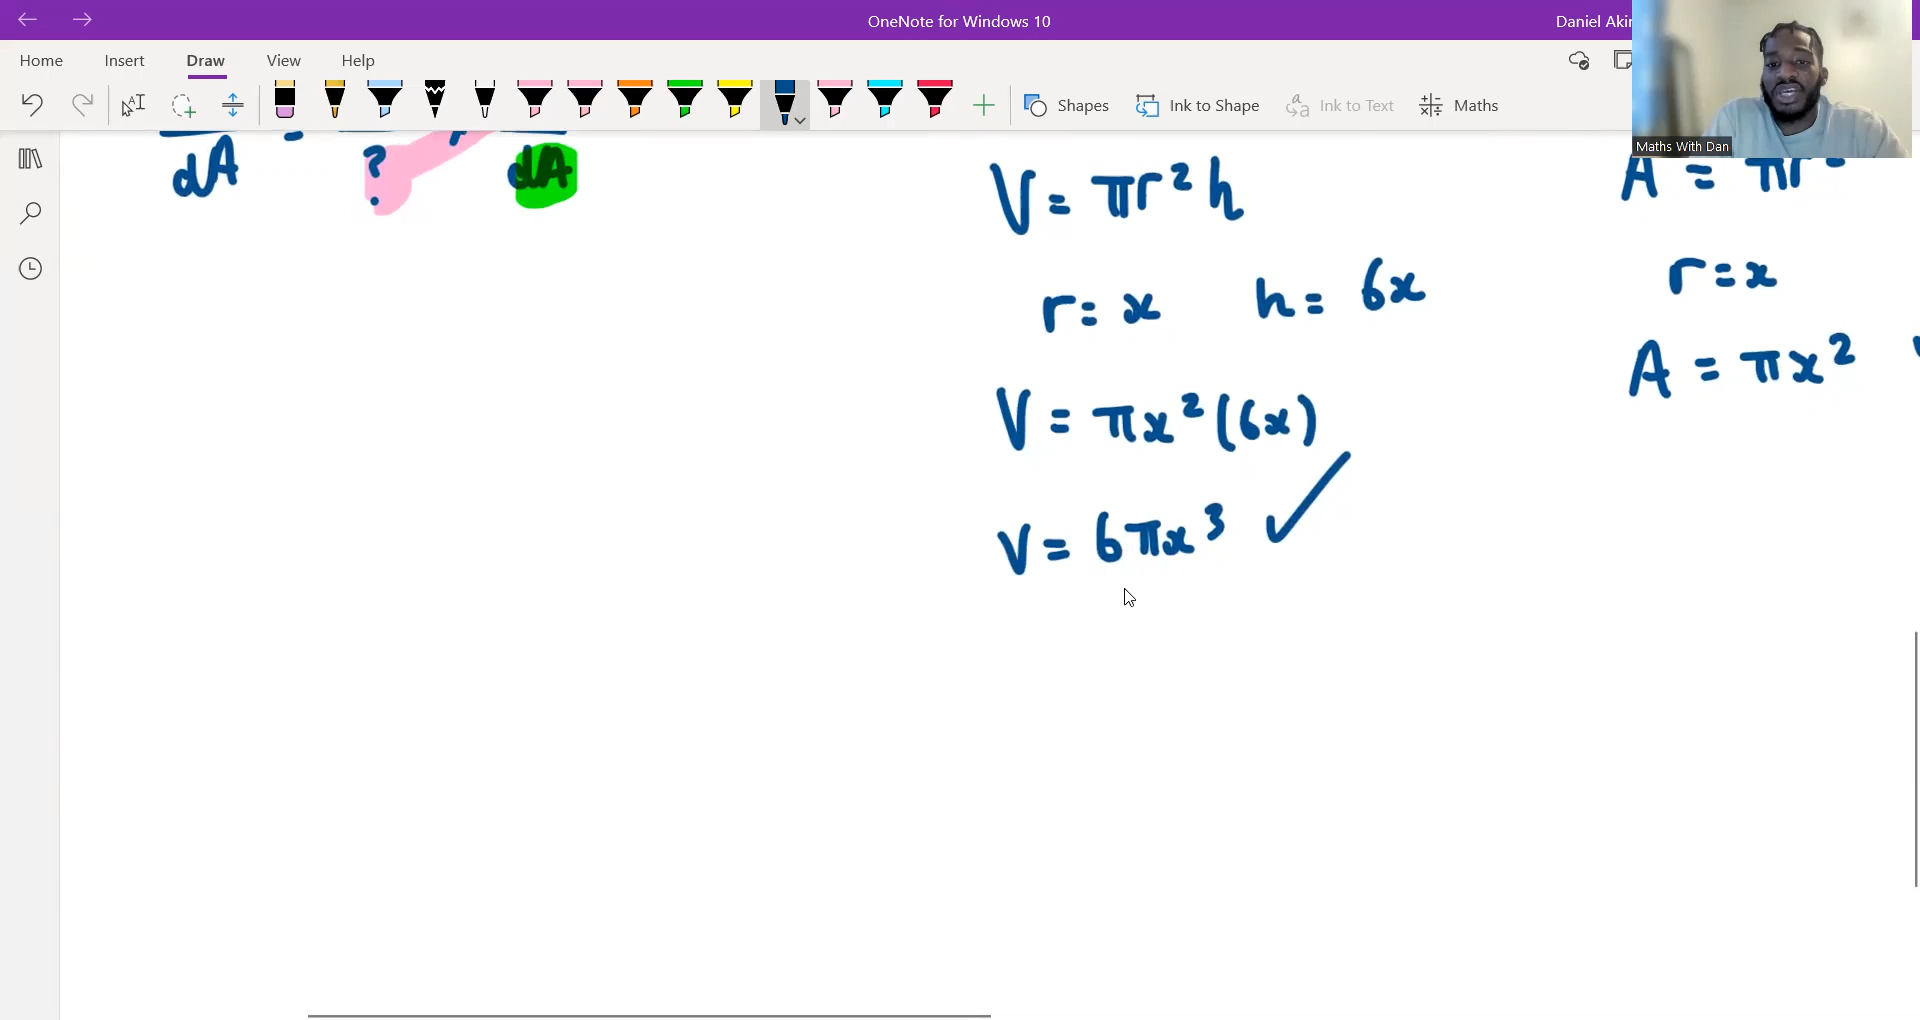 OneNote for Windows 10
Daniel Akin
Home Insert Draw View Help
Shapes Ink to Shape Ink to Text Maths
Maths With Dan
dA = ? dA
V = πr²h
r = x h = 6x
V = πx²(6x)
V = 6πx³ ✓
A = πr²
r = x
A = πx²